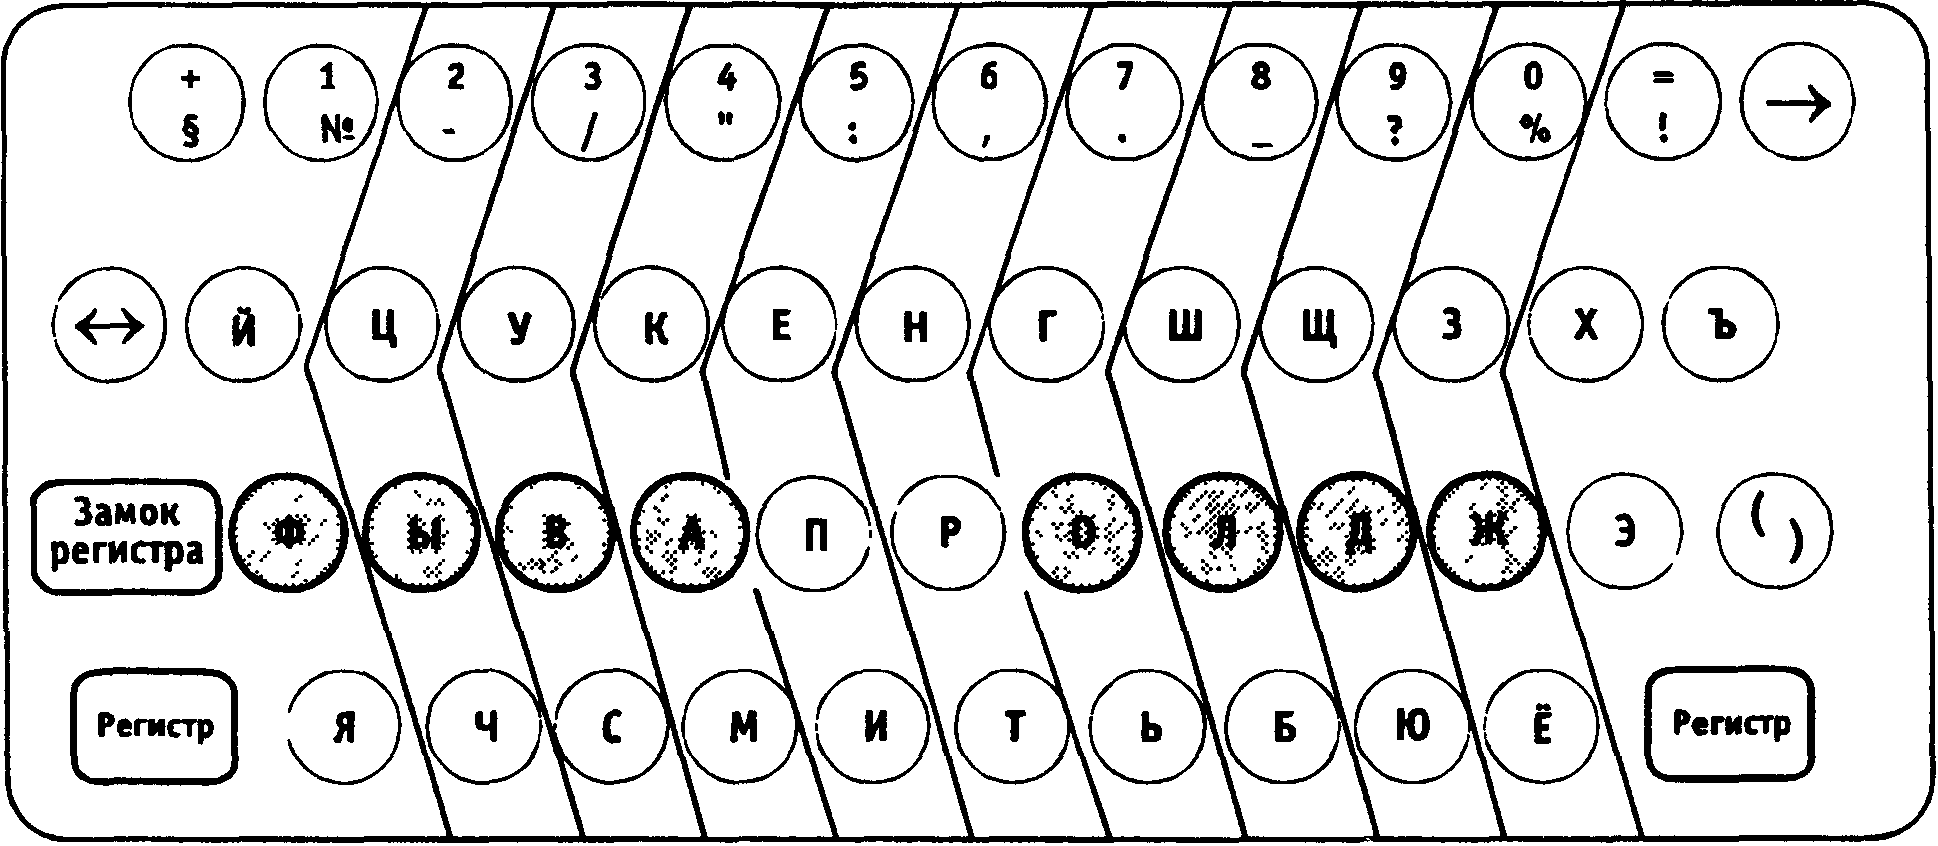 + 1 2 3 4 5 6 7 8 9 0 =
§ № - / " : , . _ ? % !
Й Ц У К Е Н Г Ш Щ З Х Ъ
Замок
регистра Ф Ы В А П Р О Л Д Ж Э ( )
Регистр Я Ч С М И Т Ь Б Ю Ё Регистр